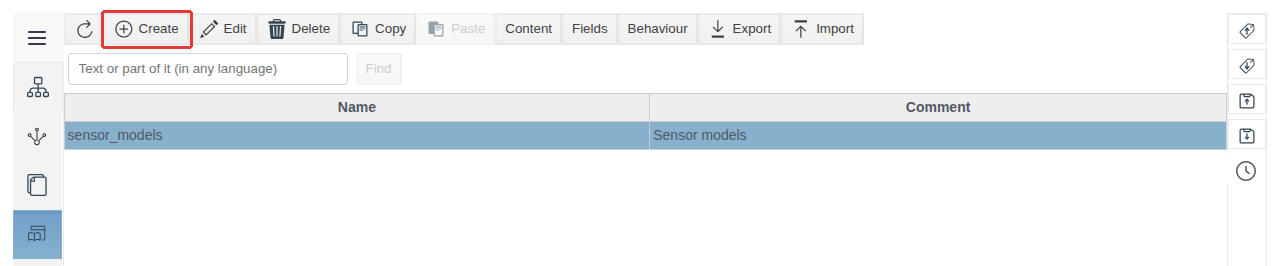 Create Edit Delete Copy Paste Content Fields Behaviour Export Import
Text or part of it (in any language) Find
Name Comment
sensor_models Sensor models